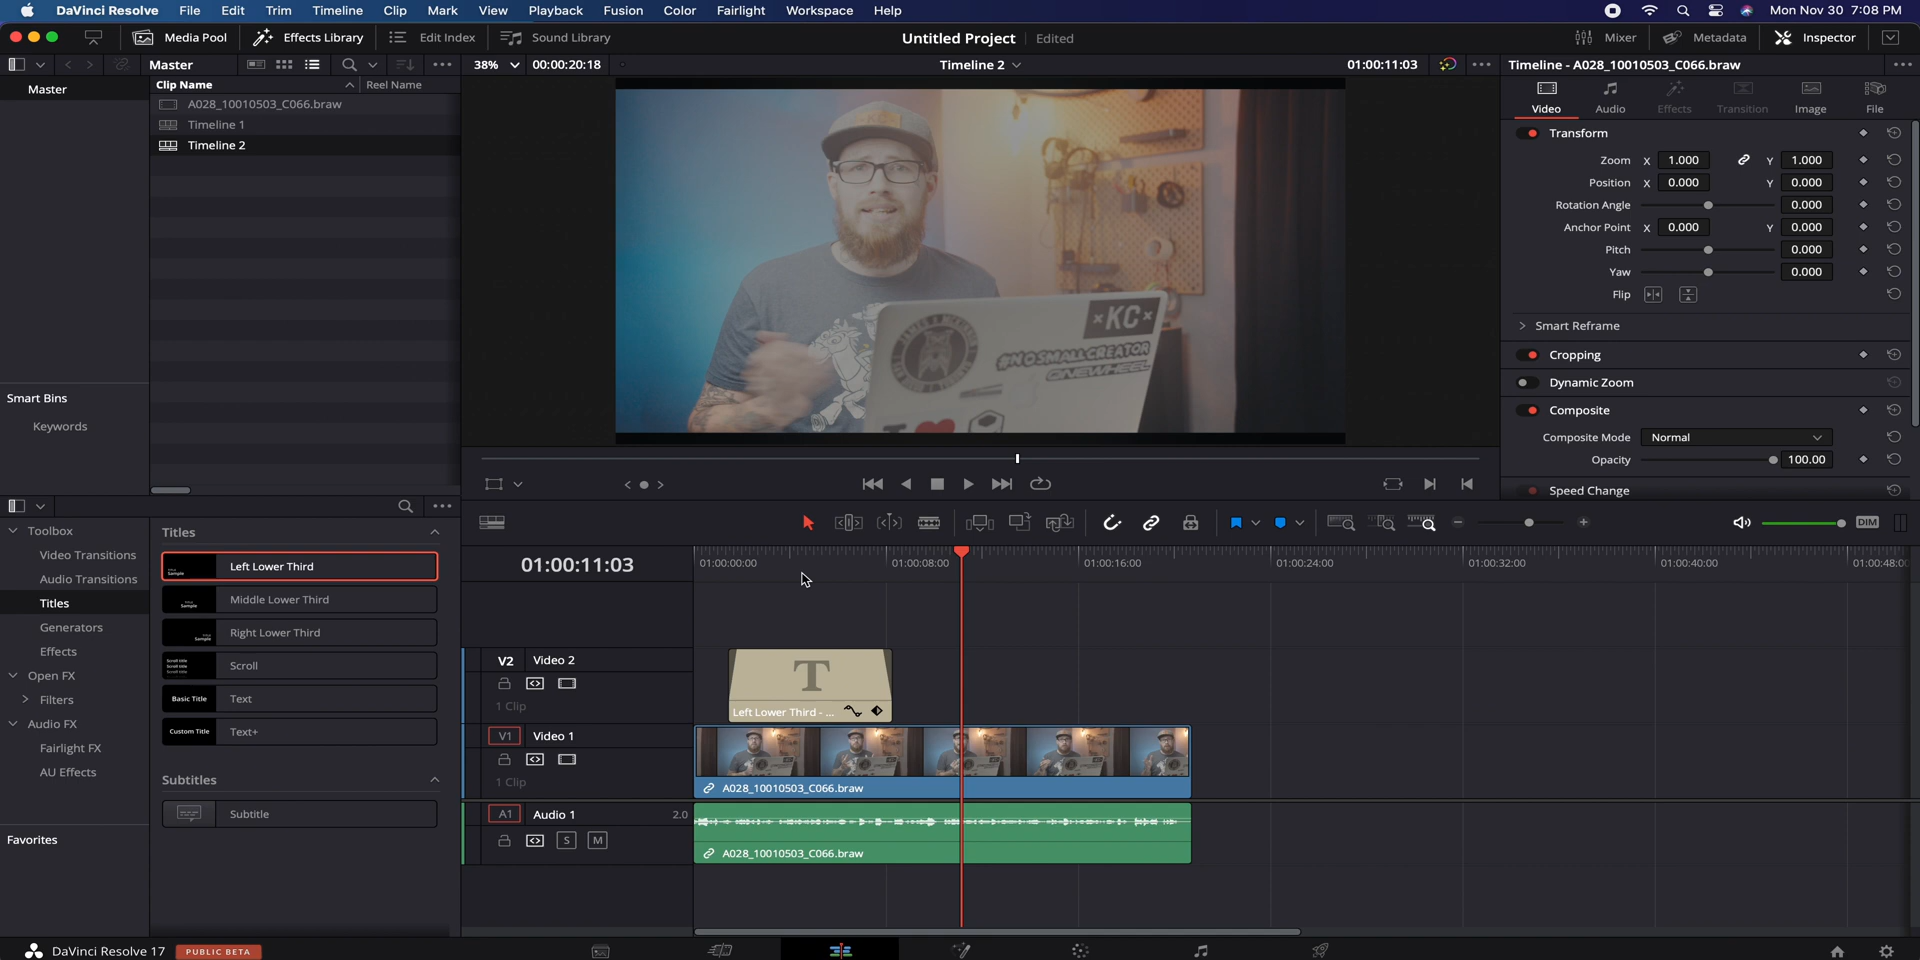 DaVinci Resolve File Edit Trim Timeline Clip Mark View Playback Fusion Color Fairlight Workspace Help Mon Nov 30 7:08 PM
Media Pool Effects Library Edit Index Sound Library Untitled Project Edited Mixer Metadata Inspector
Master 38% 00:00:20:18 Timeline 2 01:00:11:03 Timeline - A028_10010503_C066.braw
Master
Clip Name Reel Name
A028_10010503_C066.braw
Timeline 1
Timeline 2
Smart Bins
Keywords
×KC×
#NOSMALLCREATOR
CINEWHEEL
Video Audio Effects Transition Image File
Transform
Zoom X 1.000 Y 1.000
Position X 0.000 Y 0.000
Rotation Angle 0.000
Anchor Point X 0.000 Y 0.000
Pitch 0.000
Yaw 0.000
Flip
Smart Reframe
Cropping
Dynamic Zoom
Composite
Composite Mode Normal
Opacity 100.00
Speed Change
Toolbox
Video Transitions
Audio Transitions
Titles
Generators
Effects
Open FX
Filters
Audio FX
Fairlight FX
AU Effects
Favorites
Titles
Left Lower Third
Middle Lower Third
Right Lower Third
Scroll
Basic Title Text
Custom Title Text+
Subtitles
Subtitle
DIM
01:00:11:03 01:00:00:00 01:00:08:00 01:00:16:00 01:00:24:00 01:00:32:00 01:00:40:00 01:00:48:00
V2 Video 2
1 Clip
T
Left Lower Third - ...
V1 Video 1
1 Clip
A028_10010503_C066.braw
A1 Audio 1 2.0
S M
A028_10010503_C066.braw
DaVinci Resolve 17 PUBLIC BETA